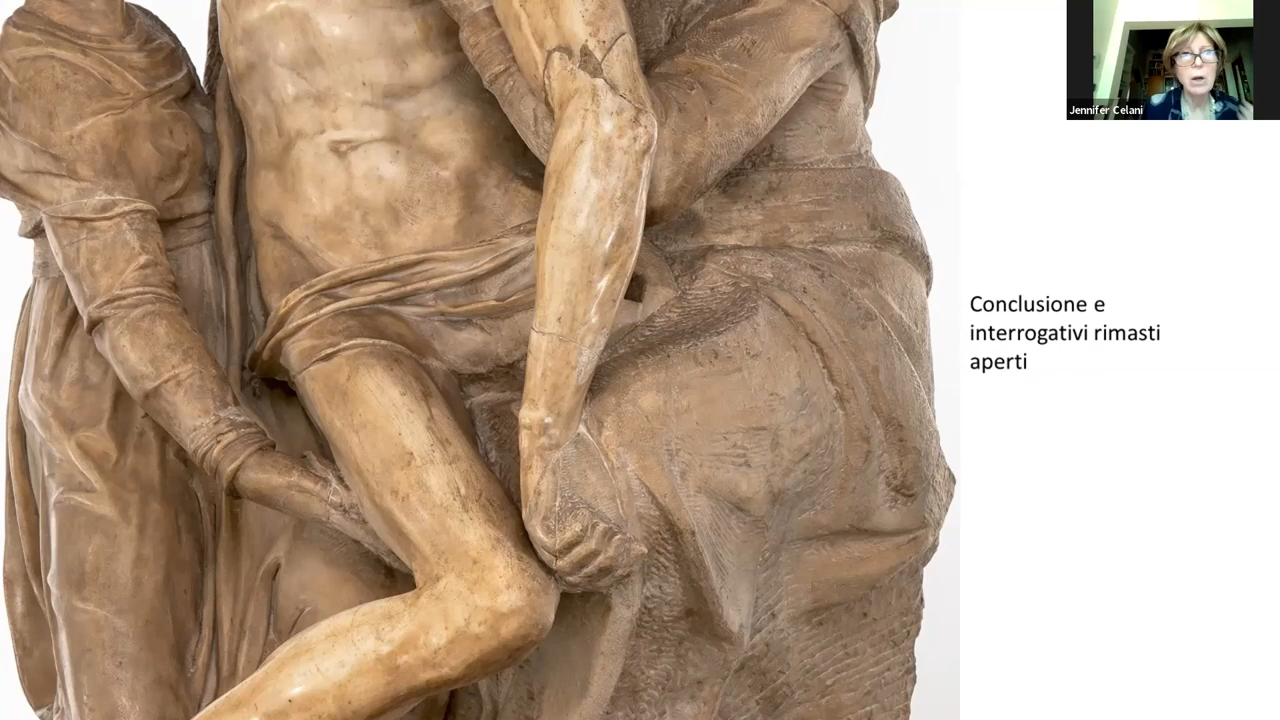 Jennifer Celani
Conclusione e
interrogativi rimasti
aperti